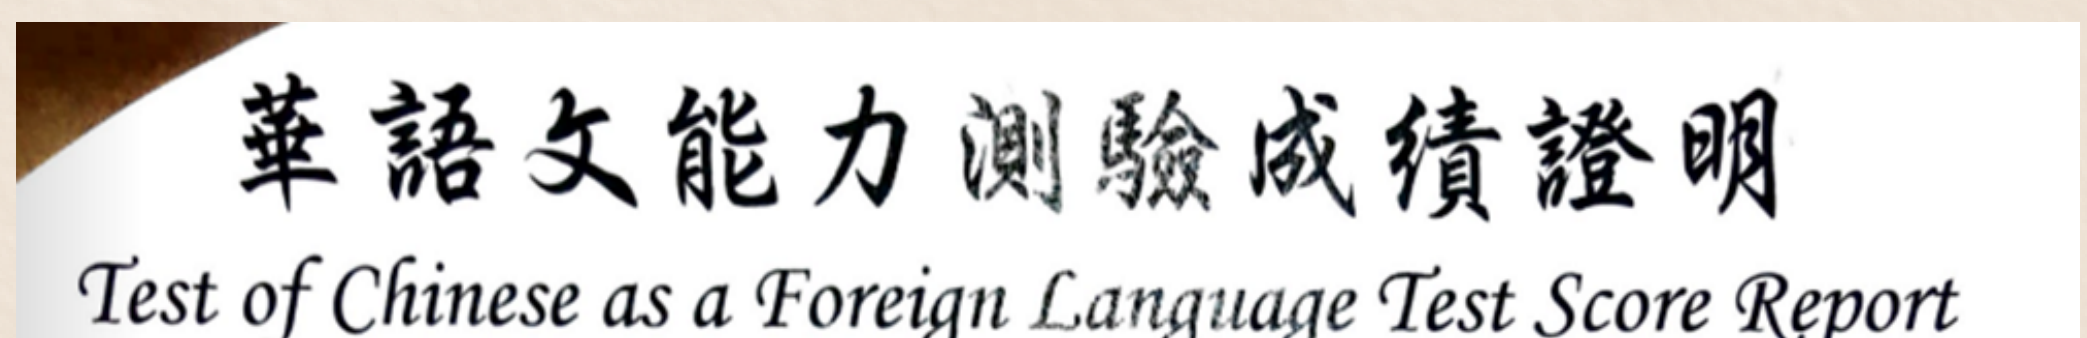 華語文能力測驗成績證明
Test of Chinese as a Foreign Language Test Score Report